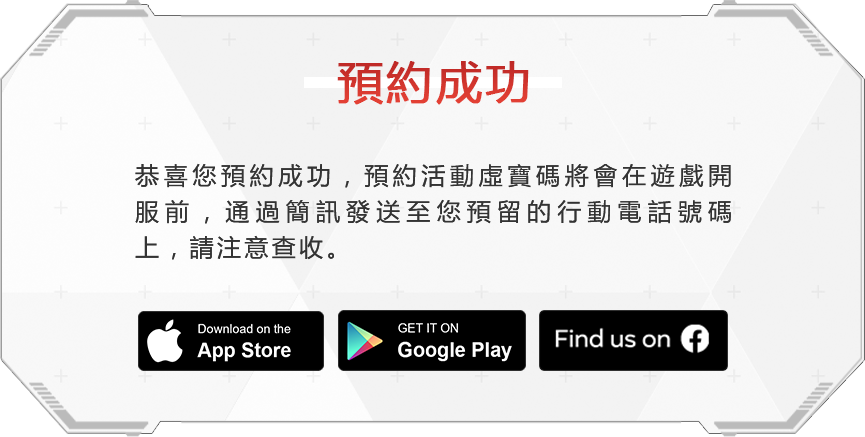 預約成功
恭喜您預約成功，預約活動虛寶碼將會在遊戲開
服前，通過簡訊發送至您預留的行動電話號碼
上，請注意查收。
Download on the
App Store
GET IT ON
Google Play
Find us on